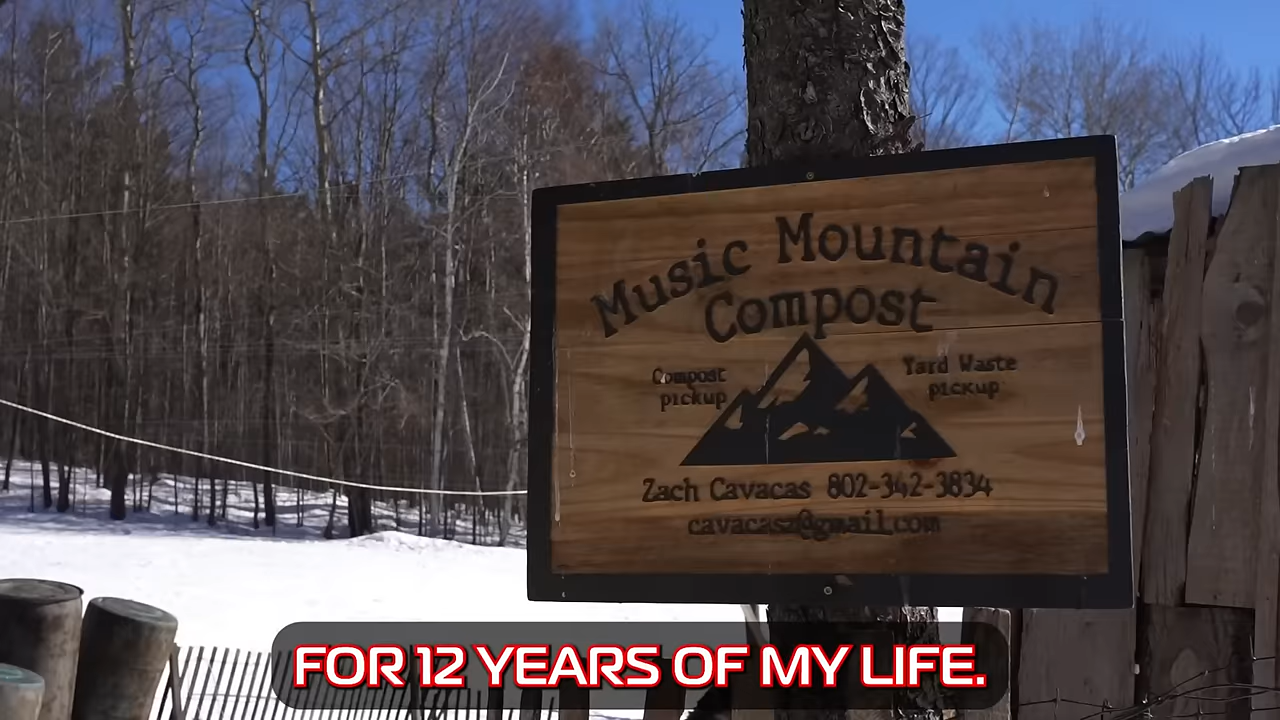 Music Mountain
Compost
Compost
pickup
Yard Waste
pickup
Zach Cavacas 802-342-3834
cavacasz@gmail.com
FOR 12 YEARS OF MY LIFE.